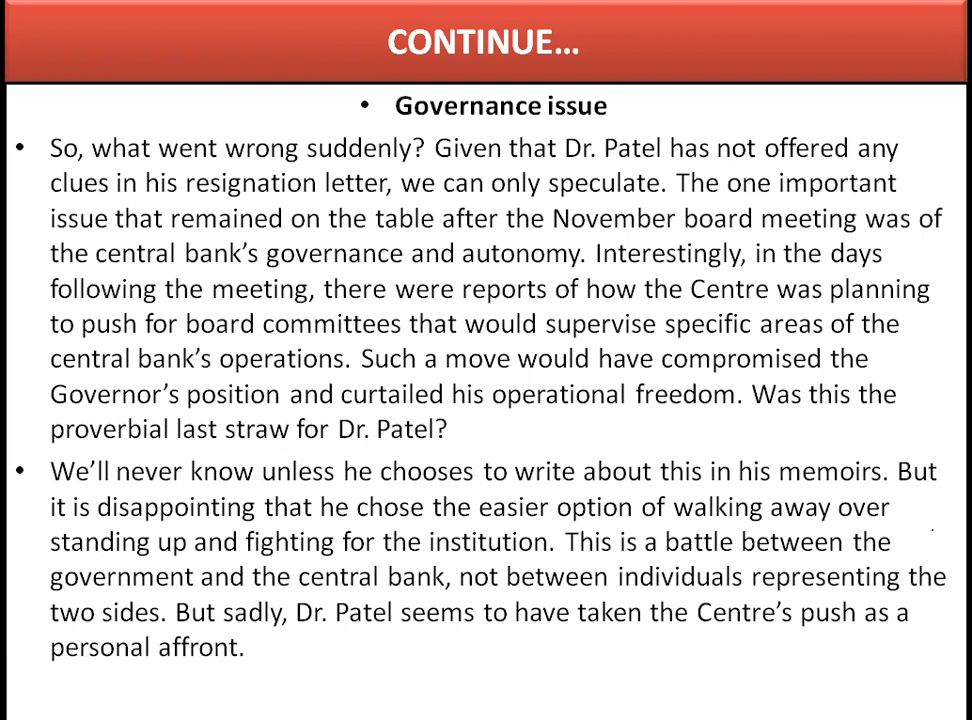 CONTINUE...
• Governance issue
• So, what went wrong suddenly? Given that Dr. Patel has not offered any
clues in his resignation letter, we can only speculate. The one important
issue that remained on the table after the November board meeting was of
the central bank’s governance and autonomy. Interestingly, in the days
following the meeting, there were reports of how the Centre was planning
to push for board committees that would supervise specific areas of the
central bank’s operations. Such a move would have compromised the
Governor’s position and curtailed his operational freedom. Was this the
proverbial last straw for Dr. Patel?
• We’ll never know unless he chooses to write about this in his memoirs. But
it is disappointing that he chose the easier option of walking away over
standing up and fighting for the institution. This is a battle between the
government and the central bank, not between individuals representing the
two sides. But sadly, Dr. Patel seems to have taken the Centre’s push as a
personal affront.